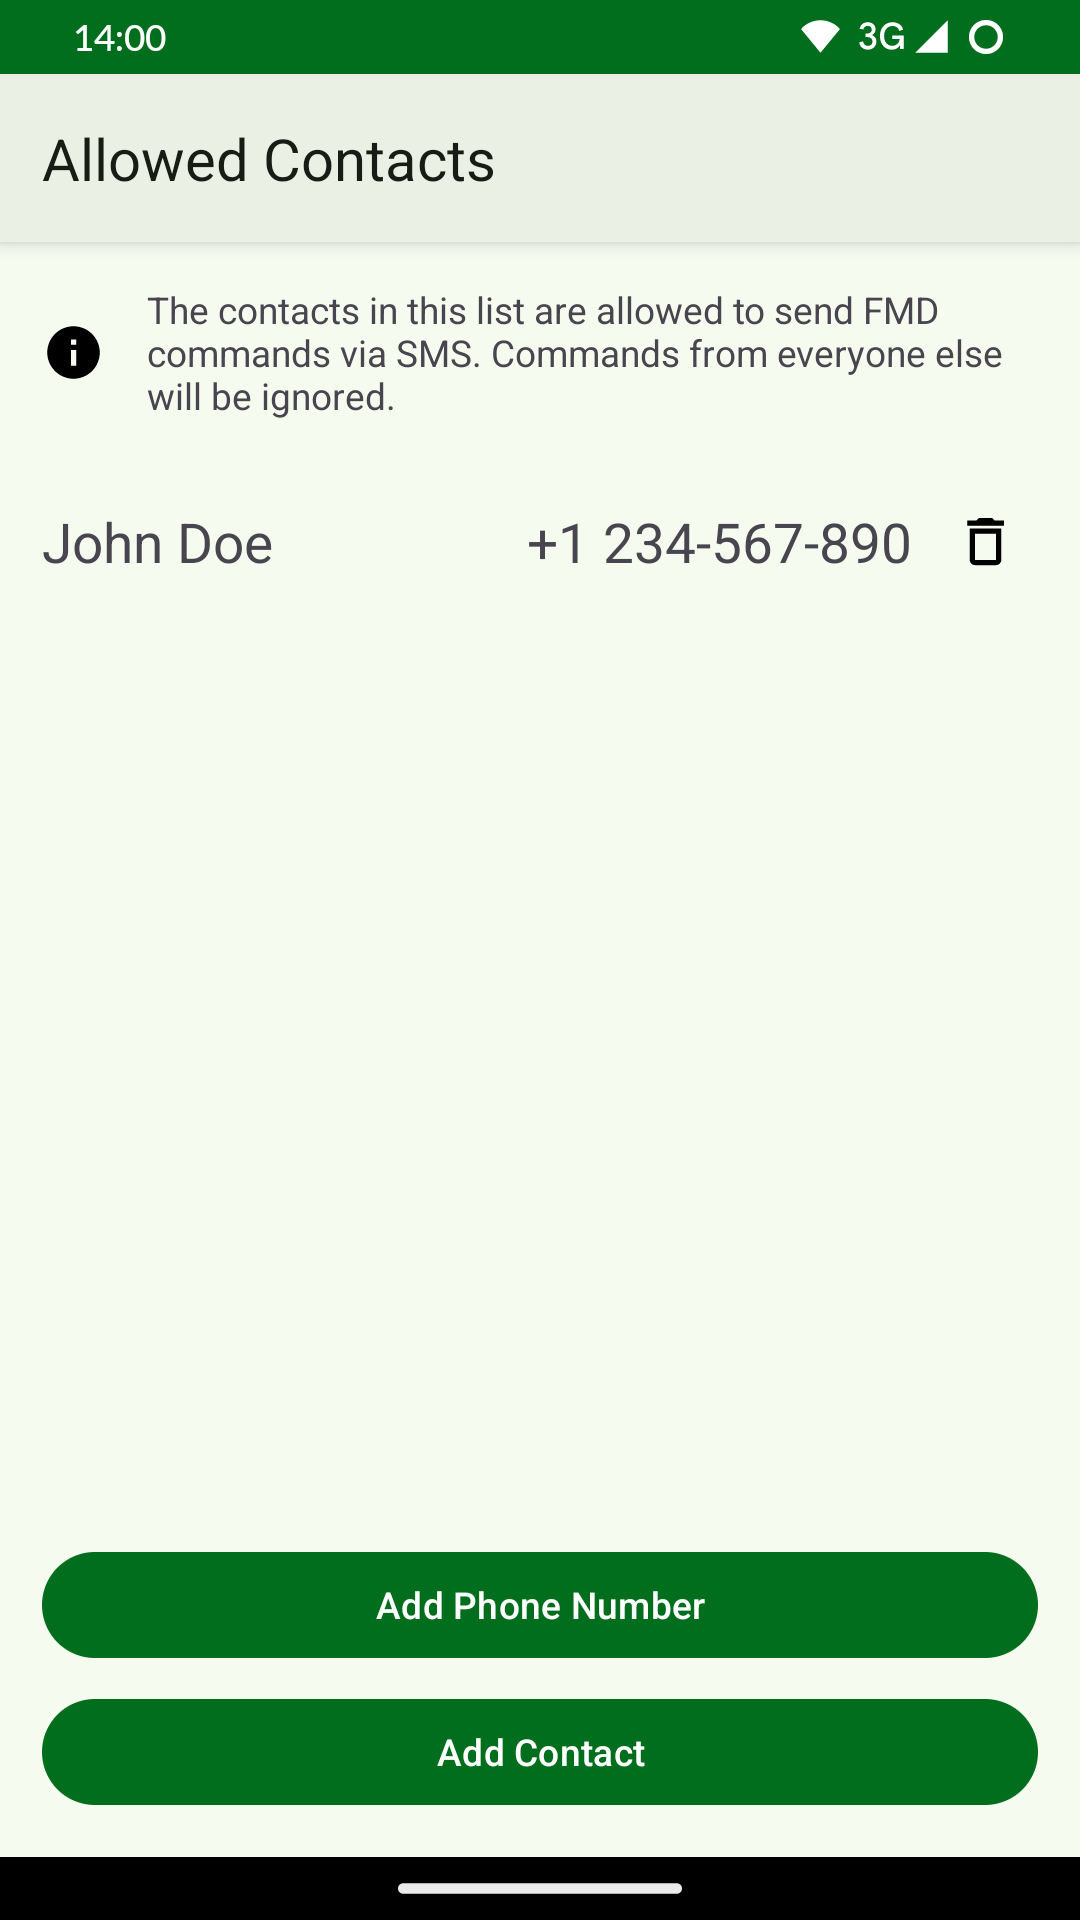 14:00
3G
Allowed Contacts
The contacts in this list are allowed to send FMD
commands via SMS. Commands from everyone else
will be ignored.
John Doe +1 234-567-890
Add Phone Number
Add Contact